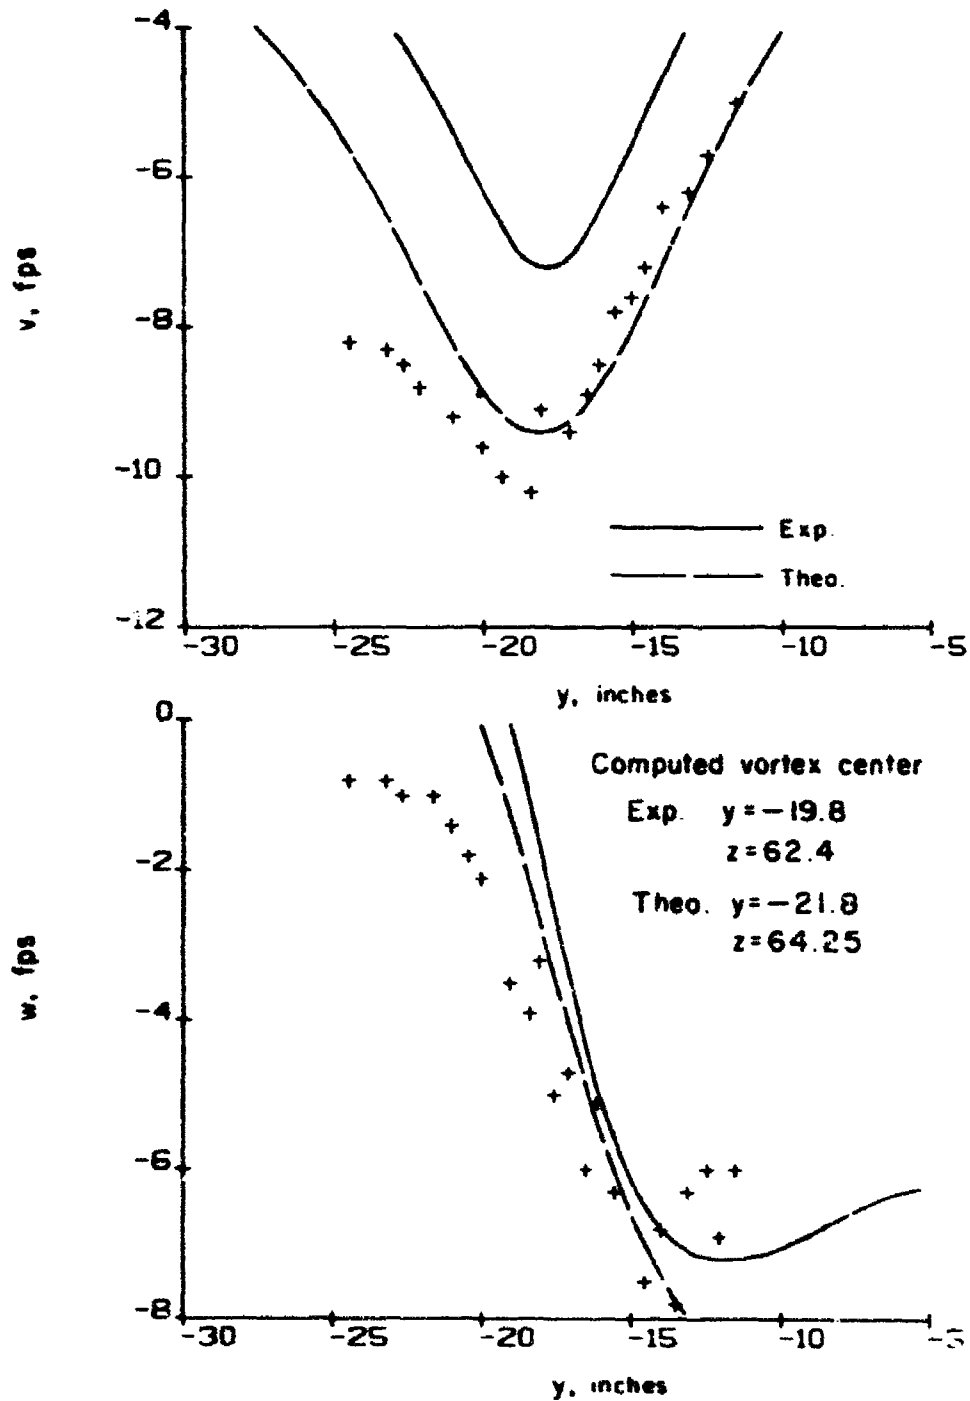 -4
-6
-8
-10
-12
v, fps
Exp.
Theo.
-30 -25 -20 -15 -10 -5
y, inches
0
-2
-4
-6
-8
w, fps
Computed vortex center
Exp. y=-19.8
z=62.4
Theo. y=-21.8
z=64.25
-30 -25 -20 -15 -10 -5
y, inches